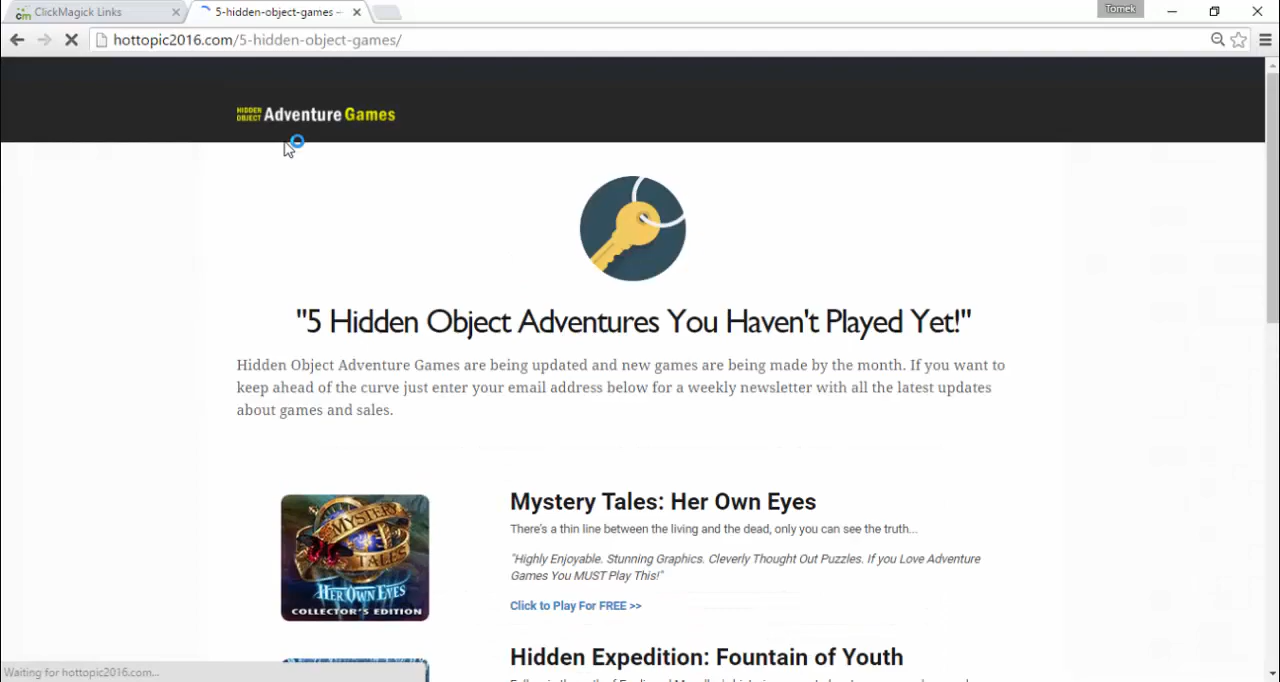 ClickMagick Links
5-hidden-object-games –
Tomek
hottopic2016.com/5-hidden-object-games/
HIDDEN OBJECT Adventure Games
"5 Hidden Object Adventures You Haven't Played Yet!"
Hidden Object Adventure Games are being updated and new games are being made by the month. If you want to
keep ahead of the curve just enter your email address below for a weekly newsletter with all the latest updates
about games and sales.
MYSTERY
TALES
HER OWN EYES
COLLECTOR'S EDITION
Mystery Tales: Her Own Eyes
There's a thin line between the living and the dead, only you can see the truth...
"Highly Enjoyable. Stunning Graphics. Cleverly Thought Out Puzzles. If you Love Adventure
Games You MUST Play This!"
Click to Play For FREE >>
Hidden Expedition: Fountain of Youth
Waiting for hottopic2016.com...